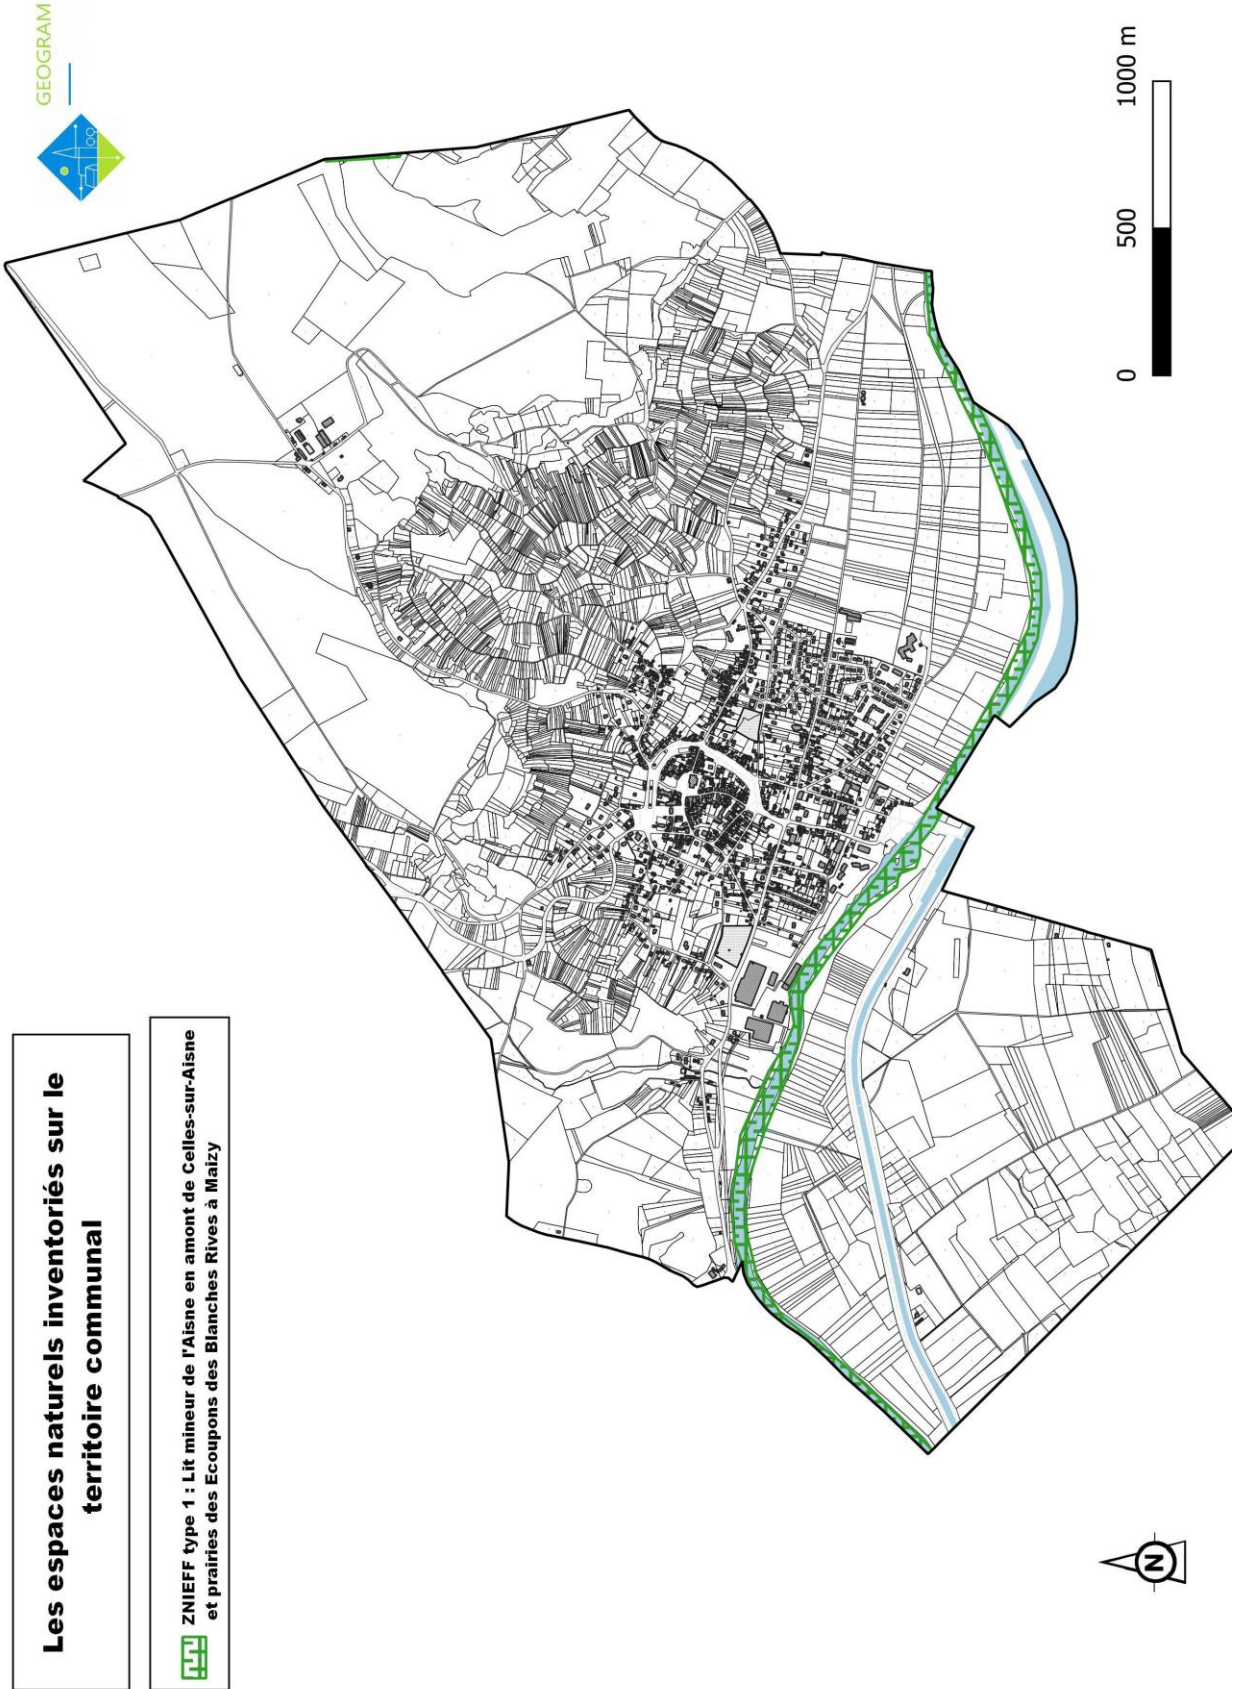 Les espaces naturels inventoriés sur le
territoire communal
ZNIEFF type 1 : Lit mineur de l'Aisne en amont de Celles-sur-Aisne
et prairies des Ecoupons des Blanches Rives à Maizy
GEOGRAM
N
0 500 1000 m